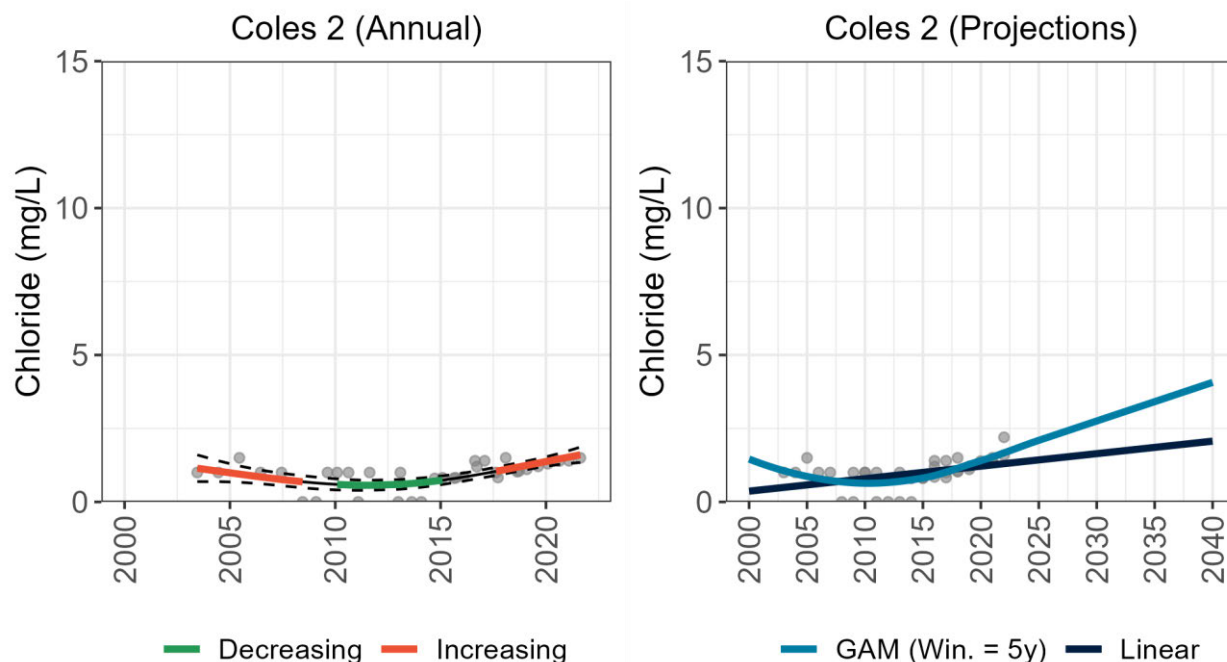 Coles 2 (Annual)
Chloride (mg/L)
15
10
5
0
2000
2005
2010
2015
2020
Decreasing
Increasing
Coles 2 (Projections)
Chloride (mg/L)
15
10
5
0
2000
2005
2010
2015
2020
2025
2030
2035
2040
GAM (Win. = 5y)
Linear